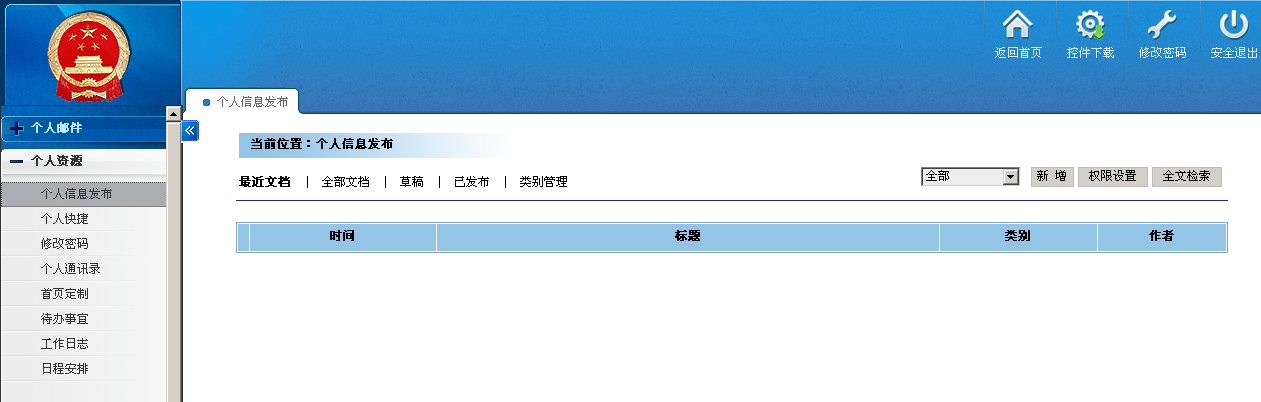 返回首页 控件下载 修改密码 安全退出
个人信息发布
个人邮件
个人资源
个人信息发布
个人快捷
修改密码
个人通讯录
首页定制
待办事宜
工作日志
日程安排
当前位置：个人信息发布
最近文档 | 全部文档 | 草稿 | 已发布 | 类别管理
全部 新 增 权限设置 全文检索
时间 标题 类别 作者